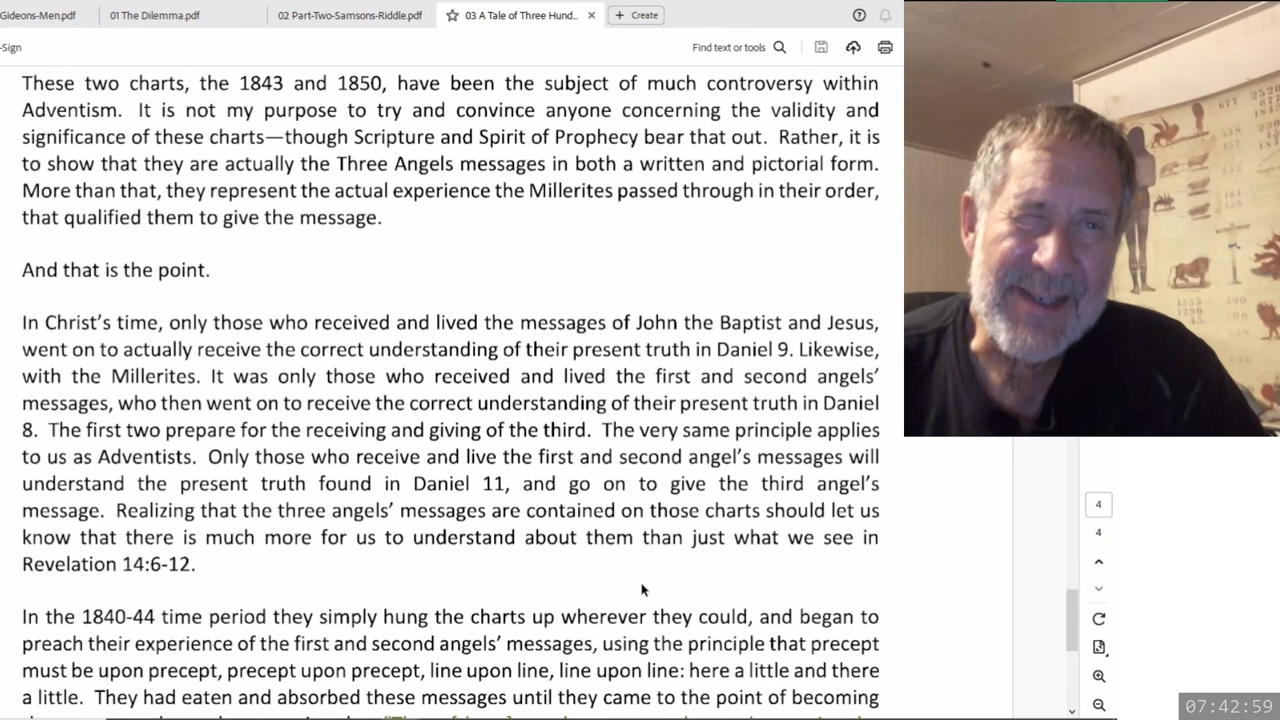 Gideons-Men.pdf
01 The Dilemma.pdf
02 Part-Two-Samsons-Riddle.pdf
03 A Tale of Three Hund...
Create
-Sign
Find text or tools
These two charts, the 1843 and 1850, have been the subject of much controversy within
Adventism. It is not my purpose to try and convince anyone concerning the validity and
significance of these charts—though Scripture and Spirit of Prophecy bear that out. Rather, it is
to show that they are actually the Three Angels messages in both a written and pictorial form.
More than that, they represent the actual experience the Millerites passed through in their order,
that qualified them to give the message.
And that is the point.
In Christ's time, only those who received and lived the messages of John the Baptist and Jesus,
went on to actually receive the correct understanding of their present truth in Daniel 9. Likewise,
with the Millerites. It was only those who received and lived the first and second angels'
messages, who then went on to receive the correct understanding of their present truth in Daniel
8. The first two prepare for the receiving and giving of the third. The very same principle applies
to us as Adventists. Only those who receive and live the first and second angel's messages will
understand the present truth found in Daniel 11, and go on to give the third angel's
message. Realizing that the three angels' messages are contained on those charts should let us
know that there is much more for us to understand about them than just what we see in
Revelation 14:6-12.
In the 1840-44 time period they simply hung the charts up wherever they could, and began to
preach their experience of the first and second angels' messages, using the principle that precept
must be upon precept, precept upon precept, line upon line, line upon line: here a little and there
a little. They had eaten and absorbed these messages until they came to the point of becoming
677
2520
4
4
07:42:59